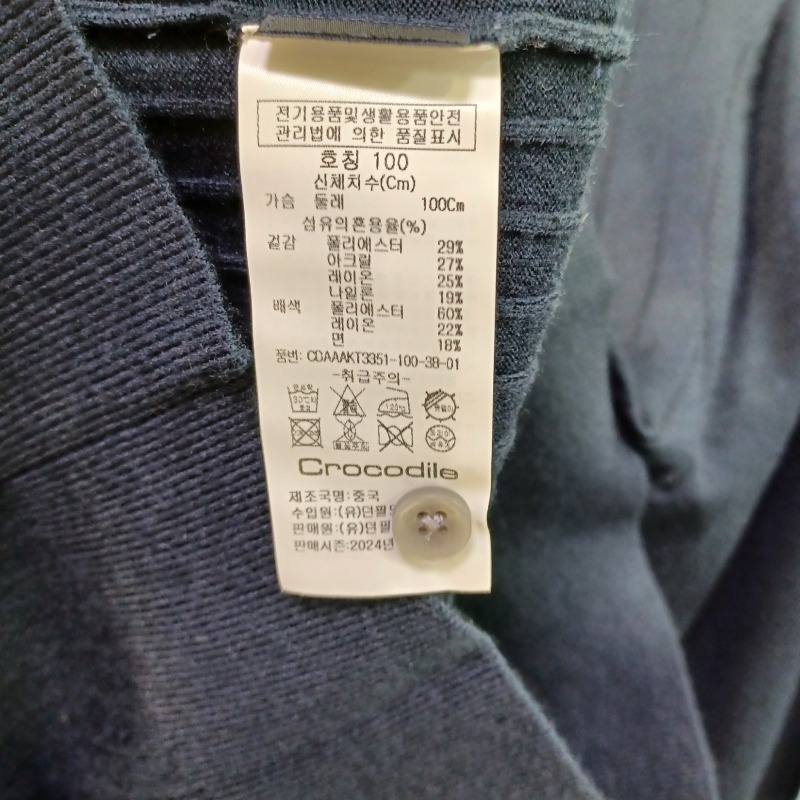 전기용품및생활용품안전
관리법에 의한 품질표시
호칭 100
신체치수(Cm)
가슴 둘레 100Cm
섬유의혼용율(%)
겉감 폴리에스터 29%
아크릴 27%
레이온 25%
나일론 19%
배색 폴리에스터 60%
레이온 22%
면 18%
품번: CDAAAKT3351-100-38-01
-취급주의-
30℃
120℃
Crocodile
제조국명:중국
수입원:(유)던필
판매원:(유)던필
판매시즌:2024년